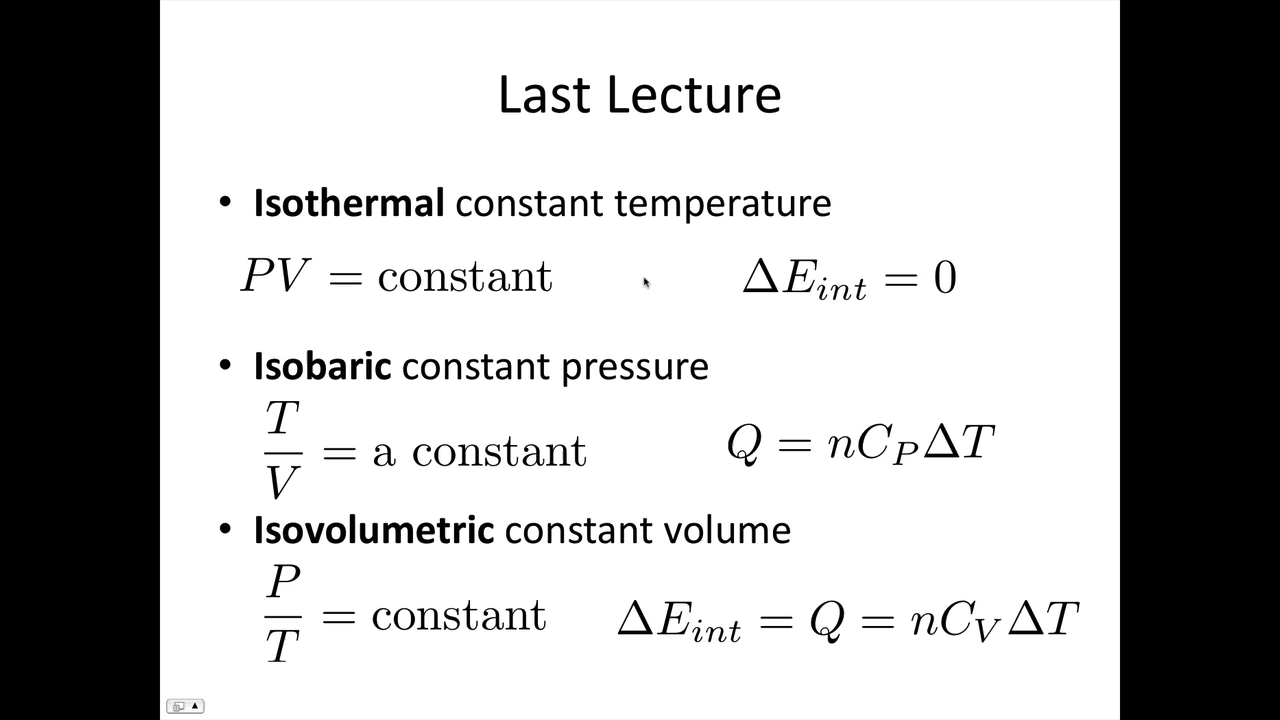 Last Lecture
• Isothermal constant temperature
PV = constant ΔE_int = 0
• Isobaric constant pressure
T/V = a constant Q = nC_PΔT
• Isovolumetric constant volume
P/T = constant ΔE_int = Q = nC_VΔT